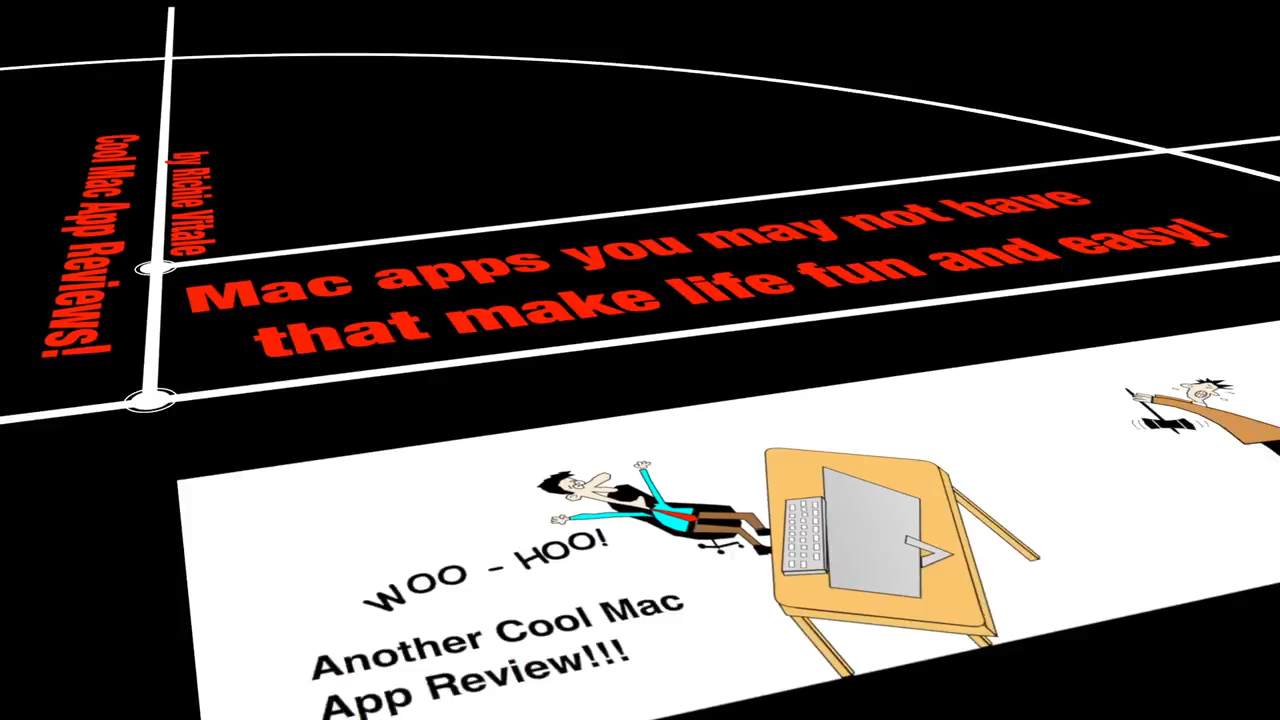 Cool Mac App Reviews!
by Richie Vitale
Mac apps you may not have
that make life fun and easy!
WOO - HOO!
Another Cool Mac
App Review!!!